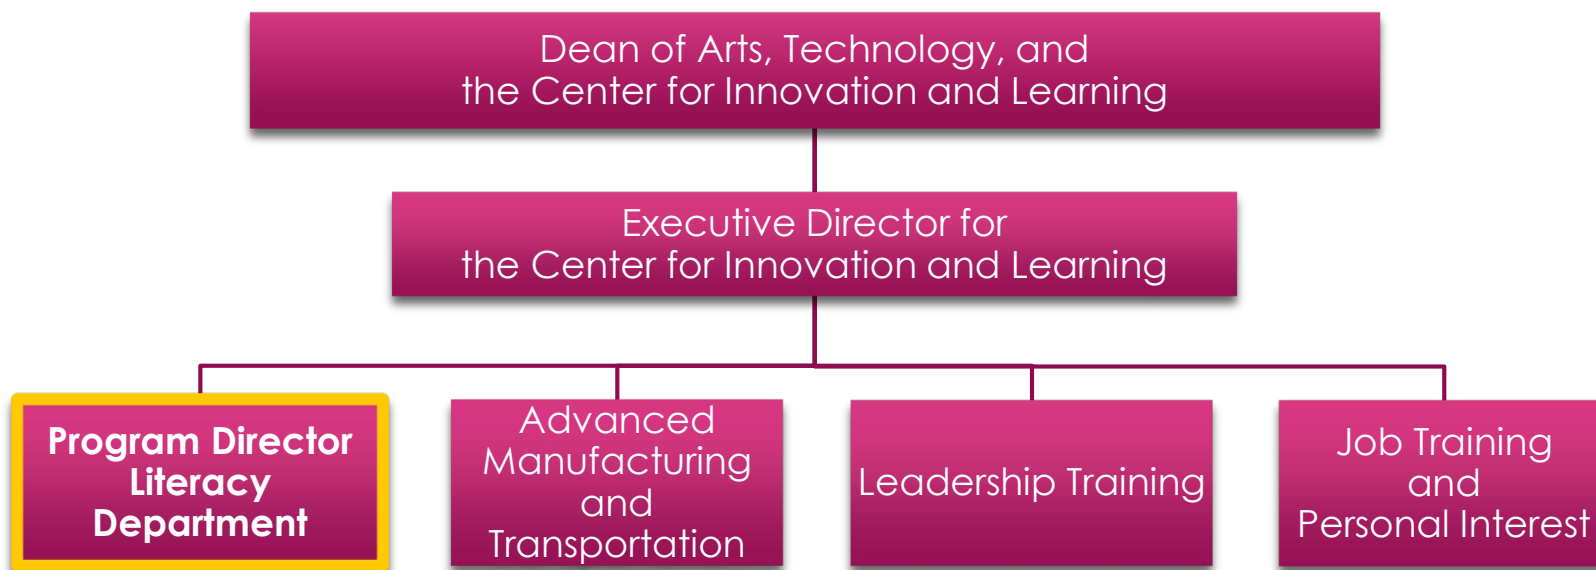 Dean of Arts, Technology, and
the Center for Innovation and Learning
Executive Director for
the Center for Innovation and Learning
Program Director
Literacy
Department
Advanced
Manufacturing
and
Transportation
Leadership Training
Job Training
and
Personal Interest